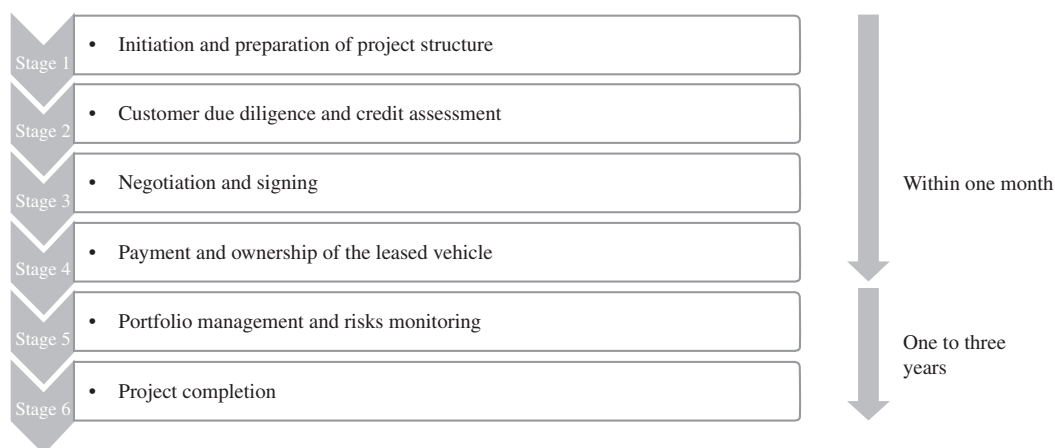 Stage 1
• Initiation and preparation of project structure
Stage 2
• Customer due diligence and credit assessment
Stage 3
• Negotiation and signing
Stage 4
• Payment and ownership of the leased vehicle
Stage 5
• Portfolio management and risks monitoring
Stage 6
• Project completion
Within one month
One to three
years